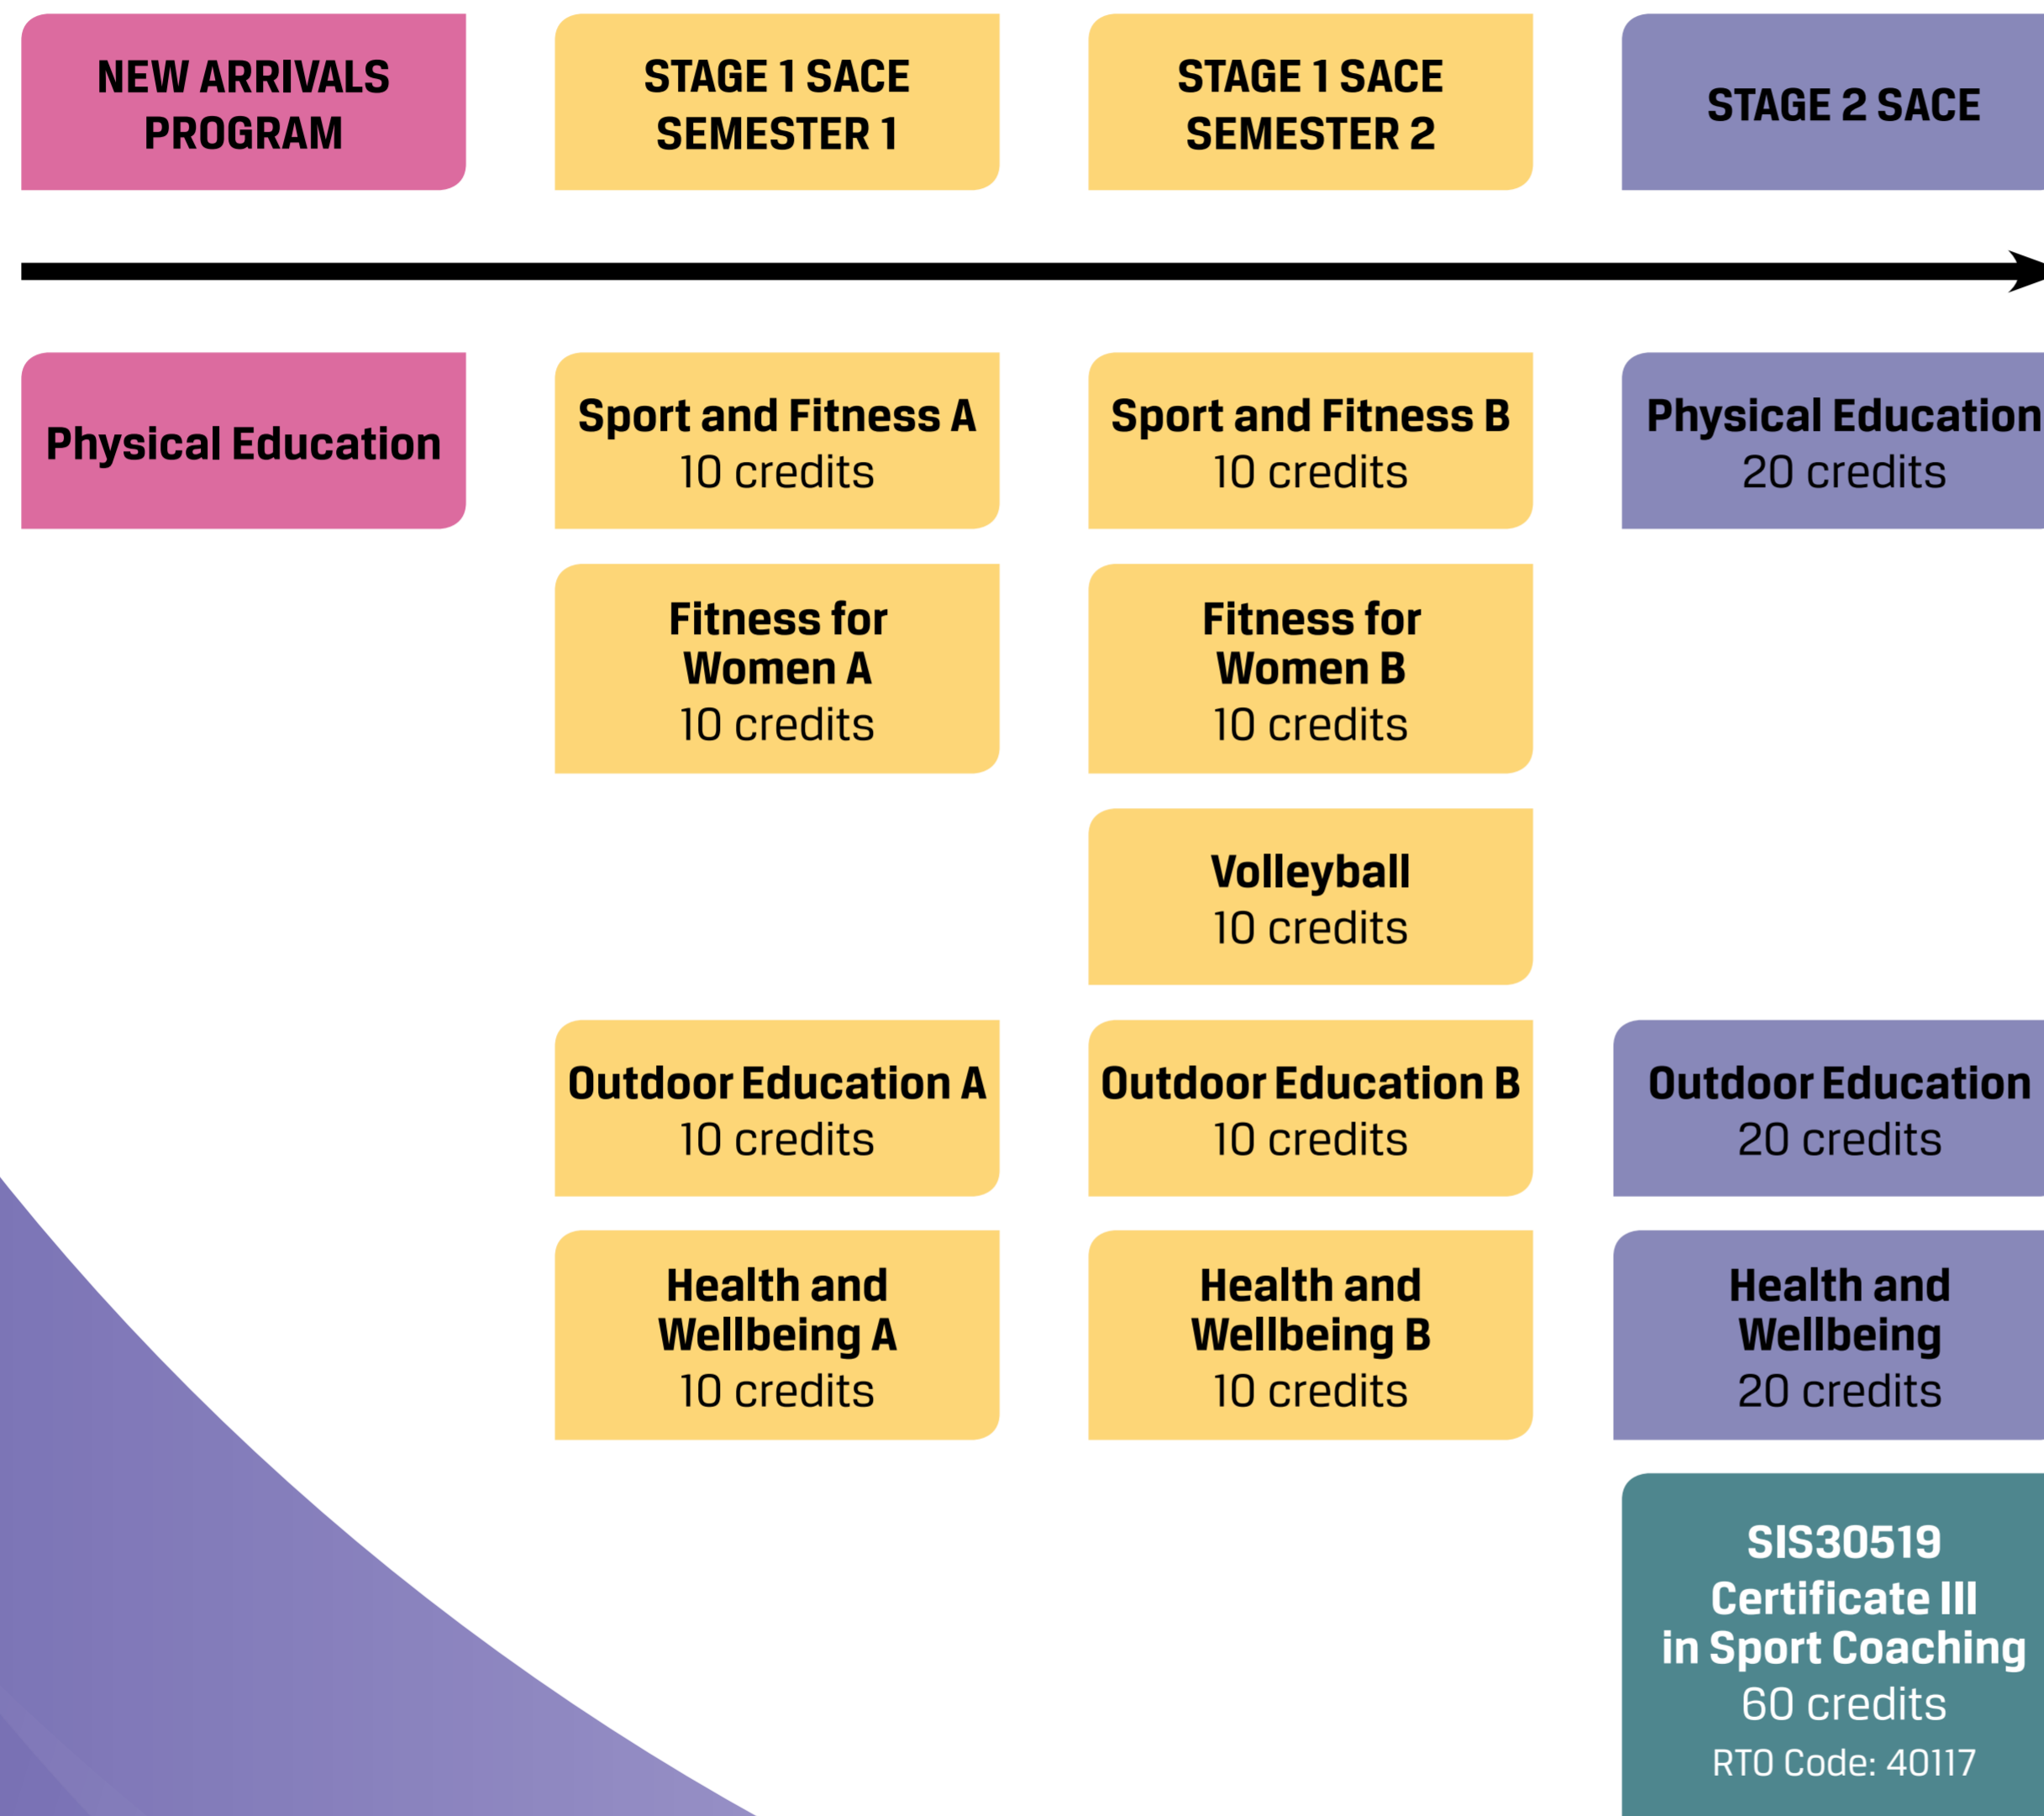 NEW ARRIVALS
PROGRAM
STAGE 1 SACE
SEMESTER 1
STAGE 1 SACE
SEMESTER 2
STAGE 2 SACE
Physical Education
Sport and Fitness A
10 credits
Sport and Fitness B
10 credits
Physical Education
20 credits
Fitness for
Women A
10 credits
Fitness for
Women B
10 credits
Volleyball
10 credits
Outdoor Education A
10 credits
Outdoor Education B
10 credits
Outdoor Education
20 credits
Health and
Wellbeing A
10 credits
Health and
Wellbeing B
10 credits
Health and
Wellbeing
20 credits
SIS30519
Certificate III
in Sport Coaching
60 credits
RTO Code: 40117